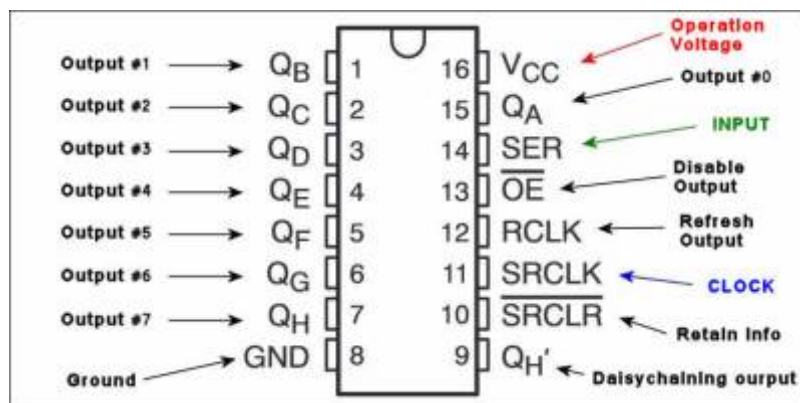 Output #1 QB 1 16 VCC Operation Voltage
Output #2 QC 2 15 QA Output #0
Output #3 QD 3 14 SER INPUT
Output #4 QE 4 13 OE Disable Output
Output #5 QF 5 12 RCLK Refresh Output
Output #6 QG 6 11 SRCLK CLOCK
Output #7 QH 7 10 SRCLR Retain Info
Ground GND 8 9 QH' Daisychaining ourput